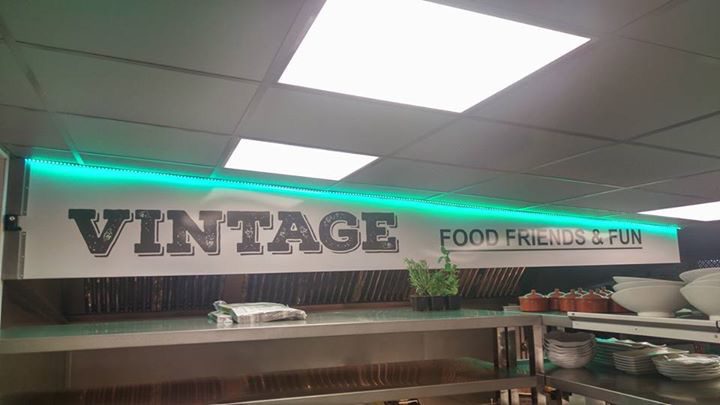 VINTAGE
FOOD FRIENDS & FUN